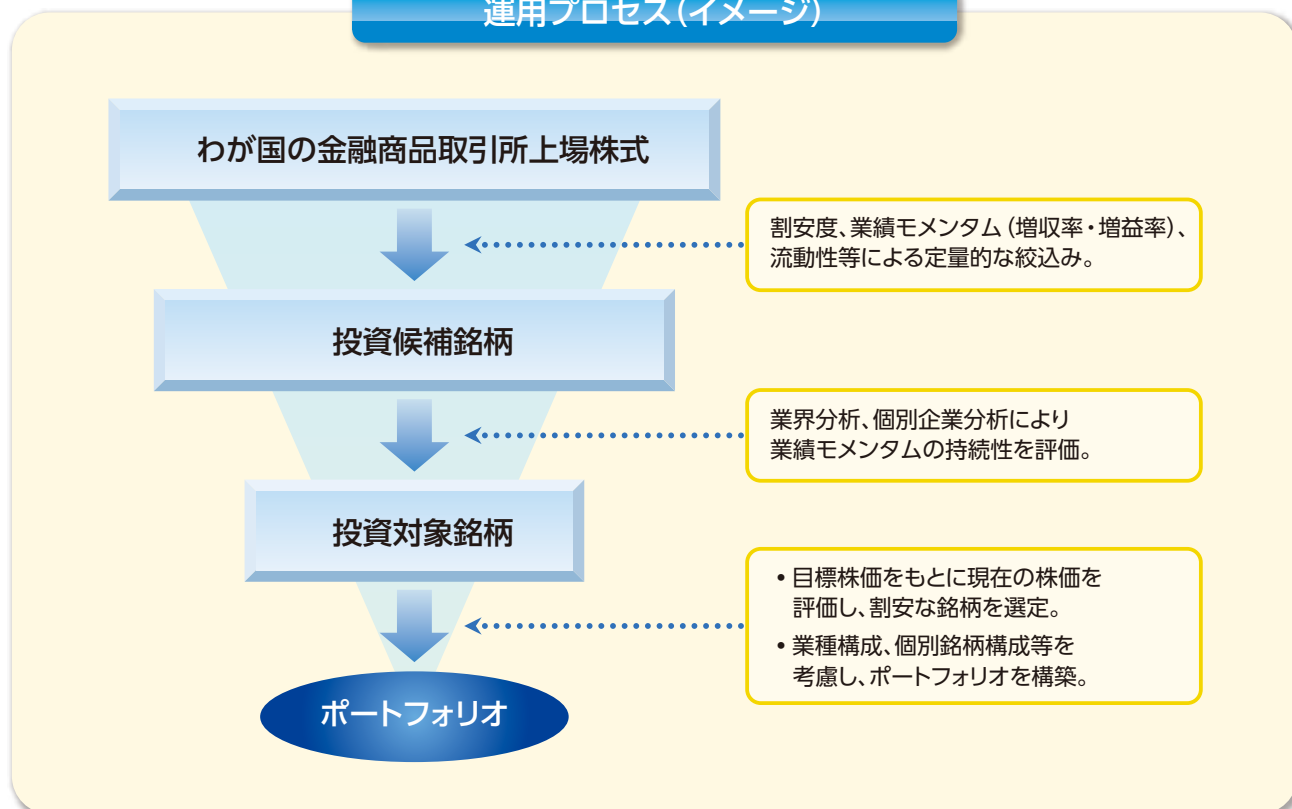 運用プロセス(イメージ)
わが国の金融商品取引所上場株式
割安度、業績モメンタム(増収率・増益率)、
流動性等による定量的な絞込み。
投資候補銘柄
業界分析、個別企業分析により
業績モメンタムの持続性を評価。
投資対象銘柄
•目標株価をもとに現在の株価を
評価し、割安な銘柄を選定。
•業種構成、個別銘柄構成等を
考慮し、ポートフォリオを構築。
ポートフォリオ